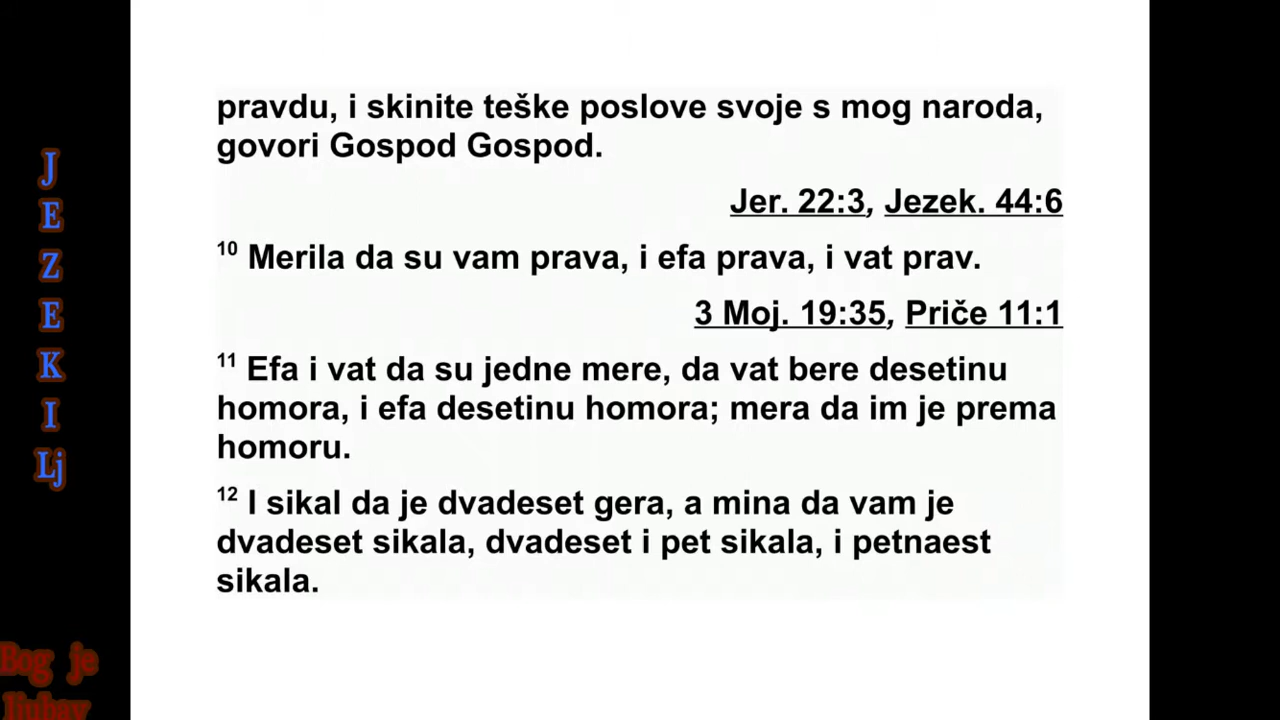 J
E
Z
E
K
I
Lj
Bog je
ljubav
pravdu, i skinite teške poslove svoje s mog naroda,
govori Gospod Gospod.
Jer. 22:3, Jezek. 44:6
10 Merila da su vam prava, i efa prava, i vat prav.
3 Moj. 19:35, Priče 11:1
11 Efa i vat da su jedne mere, da vat bere desetinu
homora, i efa desetinu homora; mera da im je prema
homoru.
12 I sikal da je dvadeset gera, a mina da vam je
dvadeset sikala, dvadeset i pet sikala, i petnaest
sikala.